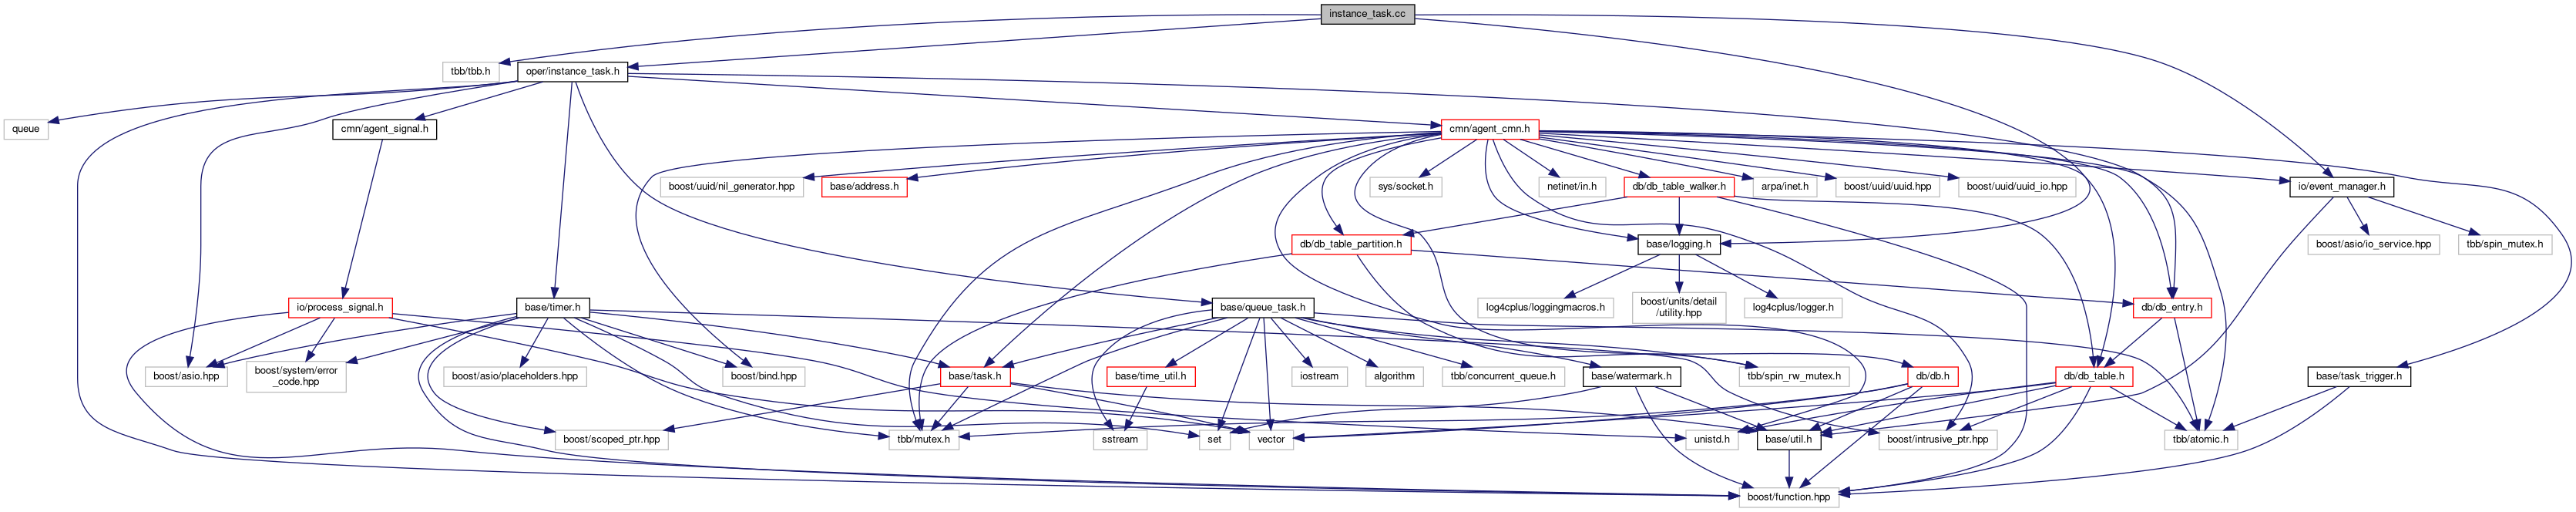 instance_task.cc
tbb/tbb.h
oper/instance_task.h
queue
cmn/agent_signal.h
cmn/agent_cmn.h
boost/uuid/nil_generator.hpp
base/address.h
sys/socket.h
netinet/in.h
db/db_table_walker.h
arpa/inet.h
boost/uuid/uuid.hpp
boost/uuid/uuid_io.hpp
io/event_manager.h
db/db_table_partition.h
base/logging.h
boost/asio/io_service.hpp
tbb/spin_mutex.h
io/process_signal.h
base/timer.h
base/queue_task.h
log4cplus/loggingmacros.h
boost/units/detail
/utility.hpp
log4cplus/logger.h
db/db_entry.h
boost/asio.hpp
boost/system/error
_code.hpp
boost/asio/placeholders.hpp
boost/bind.hpp
base/task.h
base/time_util.h
iostream
algorithm
tbb/concurrent_queue.h
base/watermark.h
tbb/spin_rw_mutex.h
db/db.h
db/db_table.h
base/task_trigger.h
boost/scoped_ptr.hpp
tbb/mutex.h
sstream
set
vector
unistd.h
base/util.h
boost/intrusive_ptr.hpp
tbb/atomic.h
boost/function.hpp